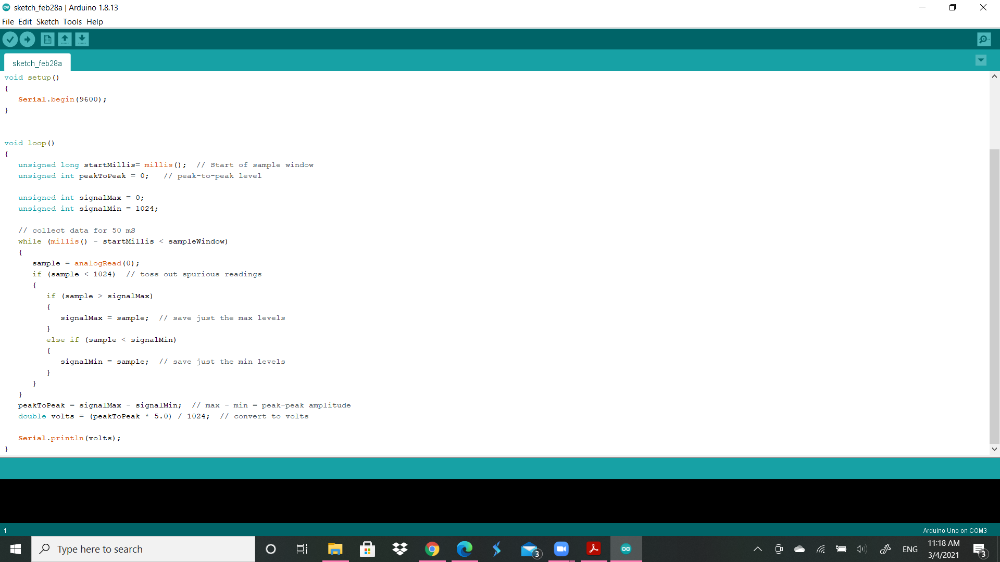 sketch_feb28a | Arduino 1.8.13
File Edit Sketch Tools Help
sketch_feb28a
void setup()
{
   Serial.begin(9600);
}
void loop()
{
   unsigned long startMillis= millis();  // Start of sample window
   unsigned int peakToPeak = 0;   // peak-to-peak level
   unsigned int signalMax = 0;
   unsigned int signalMin = 1024;
   // collect data for 50 mS
   while (millis() - startMillis < sampleWindow)
   {
      sample = analogRead(0);
      if (sample < 1024)  // toss out spurious readings
      {
         if (sample > signalMax)
         {
            signalMax = sample;  // save just the max levels
         }
         else if (sample < signalMin)
         {
            signalMin = sample;  // save just the min levels
         }
      }
   }
   peakToPeak = signalMax - signalMin;  // max - min = peak-peak amplitude
   double volts = (peakToPeak * 5.0) / 1024;  // convert to volts
   Serial.println(volts);
}
1
Arduino Uno on COM3
Type here to search
3
ENG
11:18 AM
3/4/2021
3